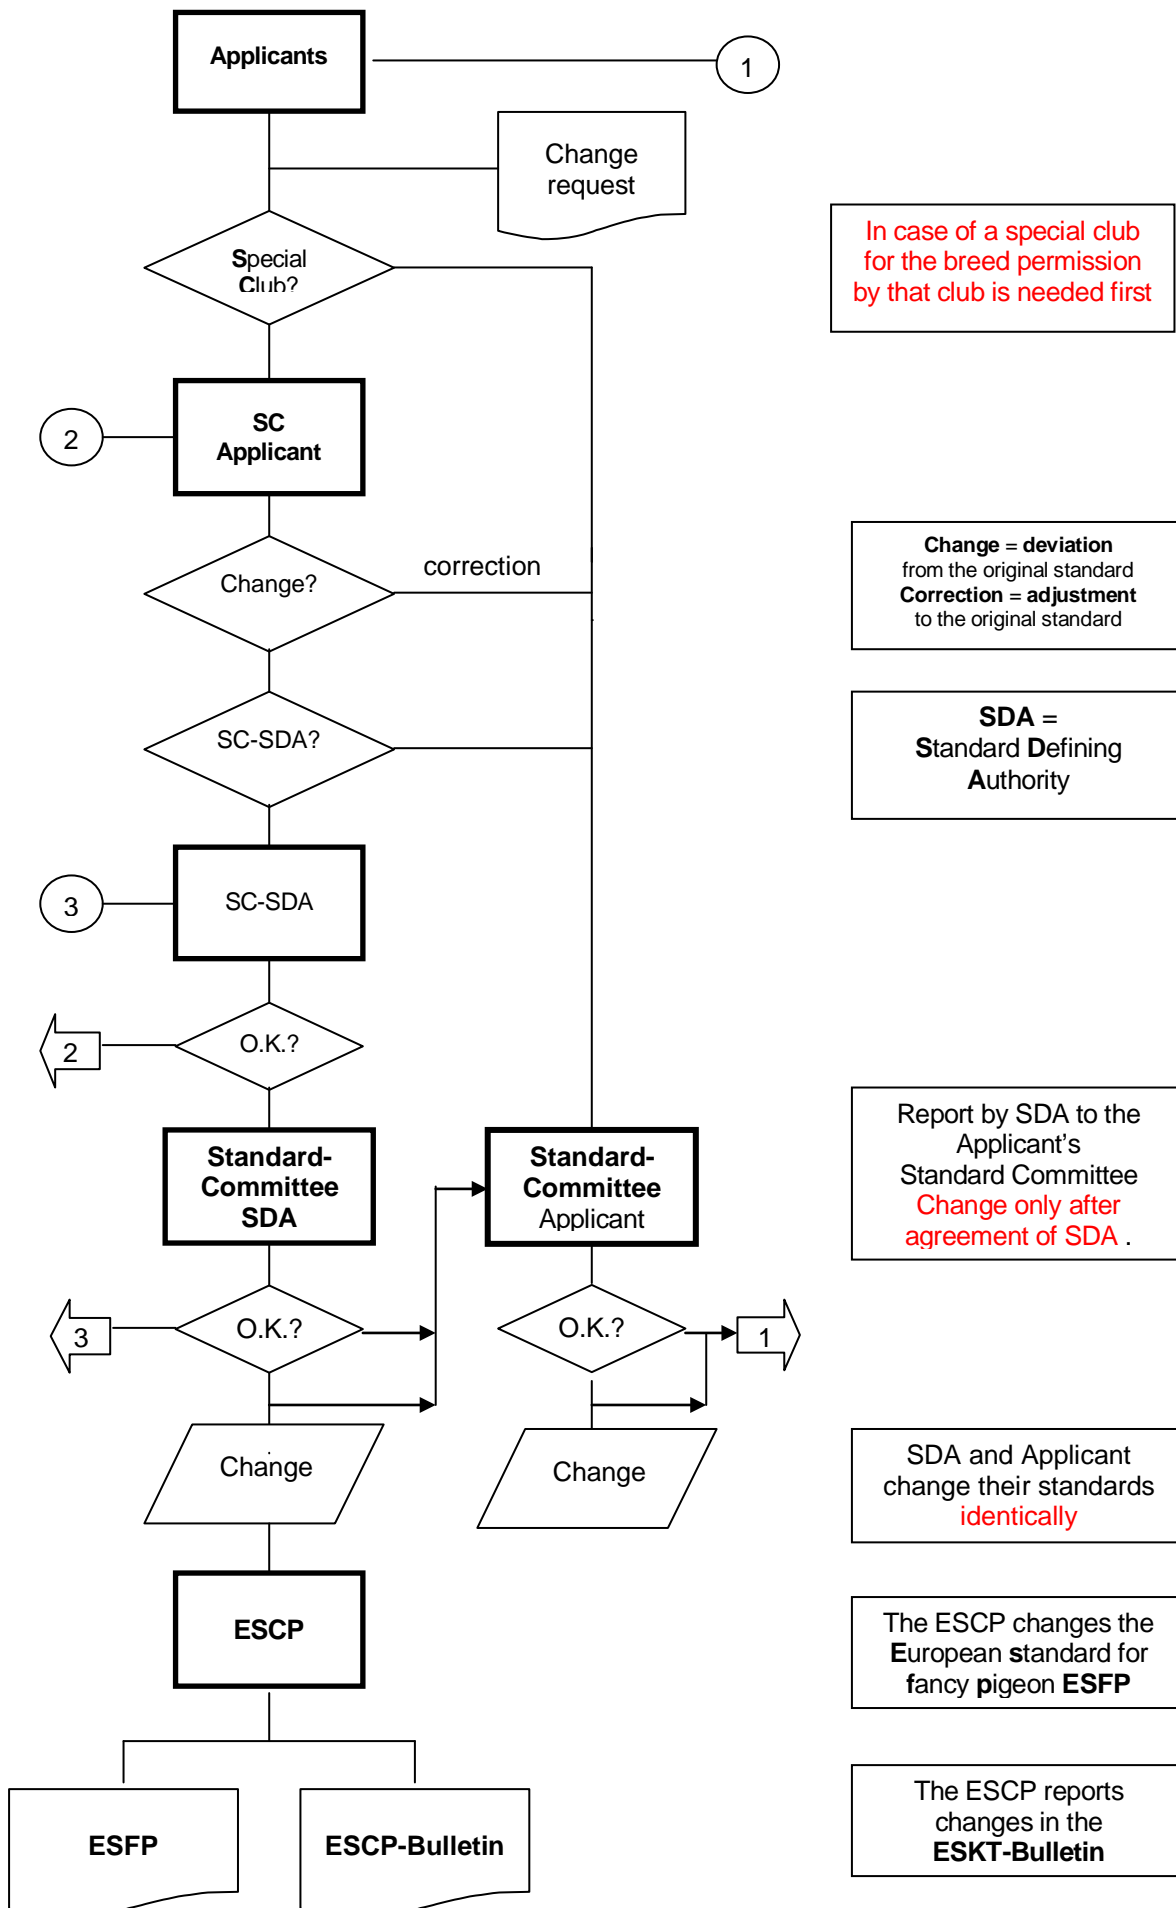 Applicants
1
Change
request
Special
Club?
In case of a special club
for the breed permission
by that club is needed first
SC
Applicant
2
Change?
correction
Change = deviation
from the original standard
Correction = adjustment
to the original standard
SC-SDA?
SDA =
Standard Defining
Authority
3
SC-SDA
O.K.?
2
Standard-
Committee
SDA
Standard-
Committee
Applicant
Report by SDA to the
Applicant’s
Standard Committee
Change only after
agreement of SDA .
3
O.K.?
O.K.?
1
Change
Change
SDA and Applicant
change their standards
identically
ESCP
The ESCP changes the
European standard for
fancy pigeon ESFP
ESFP
ESCP-Bulletin
The ESCP reports
changes in the
ESKT-Bulletin